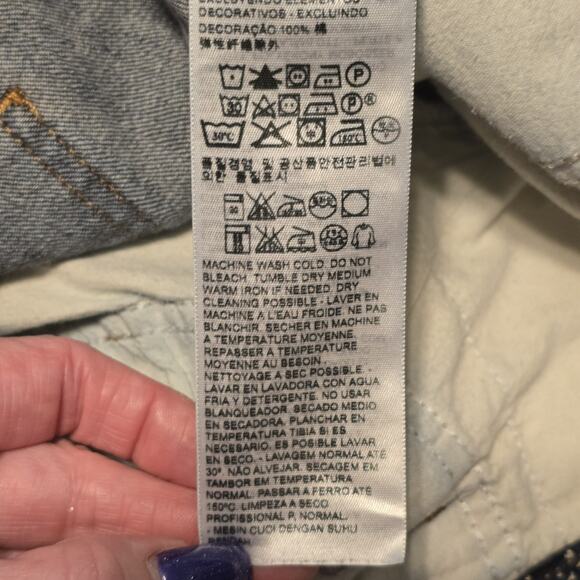 EXCLUYENDO ELEMENTOS
DECORATIVOS - EXCLUINDO
DECORAÇÃO 100% 棉
弹性纤维除外
P
30 P®
30°C 150°C
품질경영 및 공산품안전관리법에
의한 품질표시
MACHINE WASH COLD. DO NOT
BLEACH. TUMBLE DRY MEDIUM
WARM IRON IF NEEDED. DRY
CLEANING POSSIBLE - LAVER EN
MACHINE A L'EAU FROIDE. NE PAS
BLANCHIR. SECHER EN MACHINE
A TEMPERATURE MOYENNE.
REPASSER A TEMPERATURE
MOYENNE AU BESOIN.
NETTOYAGE A SEC POSSIBLE. -
LAVAR EN LAVADORA CON AGUA
FRIA Y DETERGENTE. NO USAR
BLANQUEADOR. SECADO MEDIO
EN SECADORA. PLANCHAR EN
TEMPERATURA TIBIA SI ES
NECESARIO. ES POSIBLE LAVAR
EN SECO. - LAVAGEM NORMAL ATÉ
30º. NÃO ALVEJAR. SECAGEM EM
TAMBOR EM TEMPERATURA
NORMAL. PASSAR A FERRO ATÉ
150ºC. LIMPEZA A SECO
PROFISSIONAL P, NORMAL.
- MESIN CUCI DENGAN SUHU
RENDAH